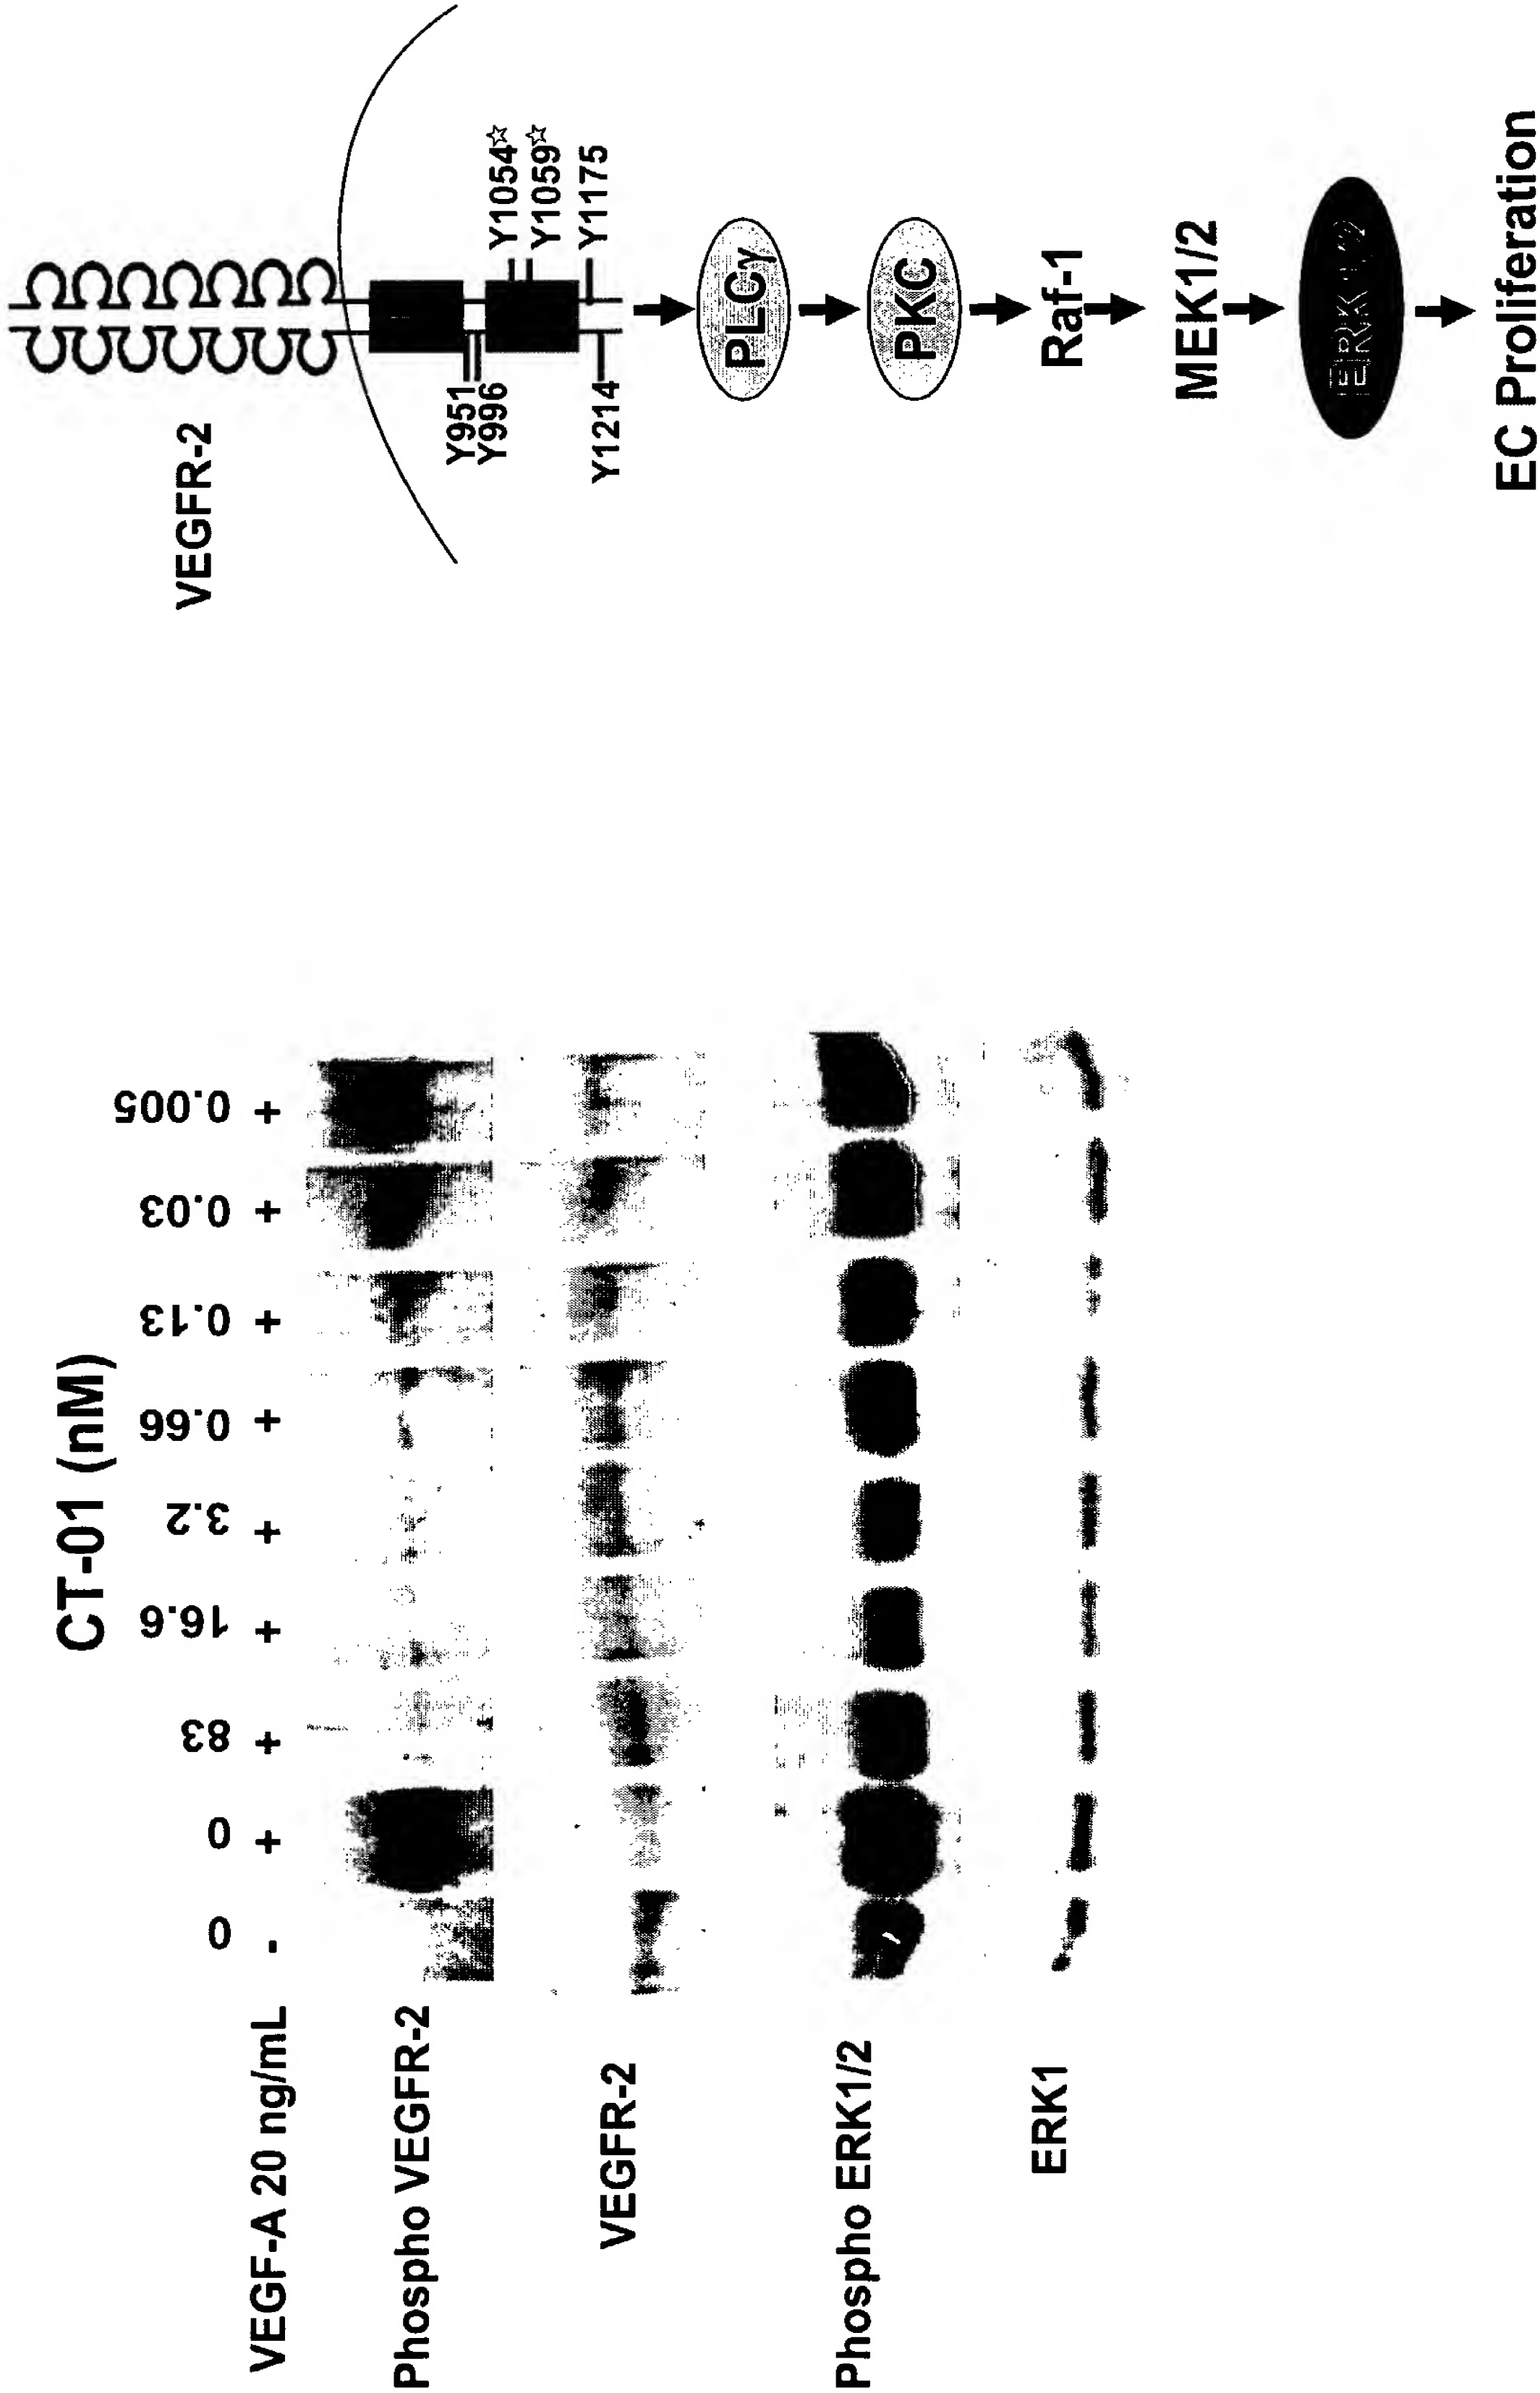 CT-01 (nM)
0 0 83 16.6 3.2 0.66 0.13 0.03 0.005
VEGF-A 20 ng/mL - + + + + + + + +
Phospho VEGFR-2
VEGFR-2
Phospho ERK1/2
ERK1
VEGFR-2
Y951
Y996
Y1054☆
Y1059☆
Y1175
Y1214
PLCγ
PKC
Raf-1
MEK1/2
ERK 1/2
EC Proliferation